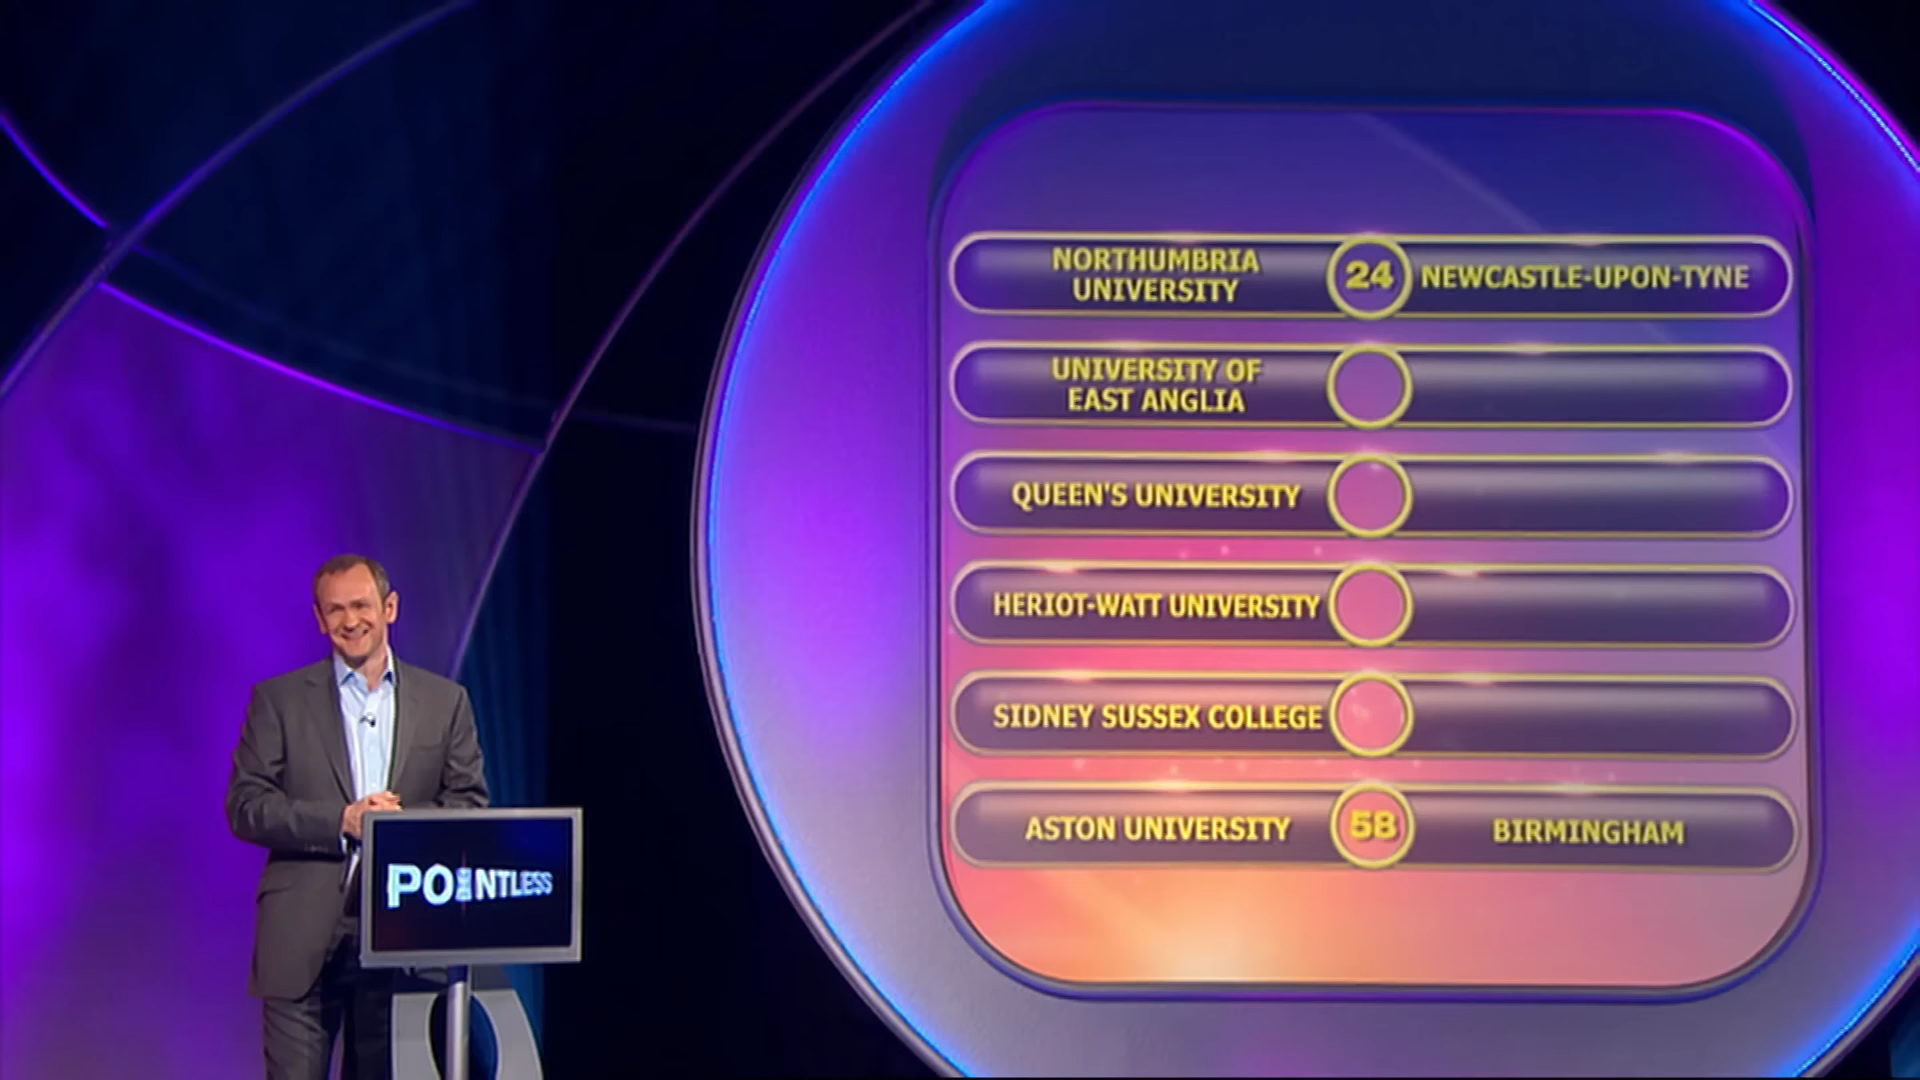 NORTHUMBRIA
UNIVERSITY
24
NEWCASTLE-UPON-TYNE
UNIVERSITY OF
EAST ANGLIA
QUEEN'S UNIVERSITY
HERIOT-WATT UNIVERSITY
SIDNEY SUSSEX COLLEGE
ASTON UNIVERSITY
58
BIRMINGHAM
POINTLESS